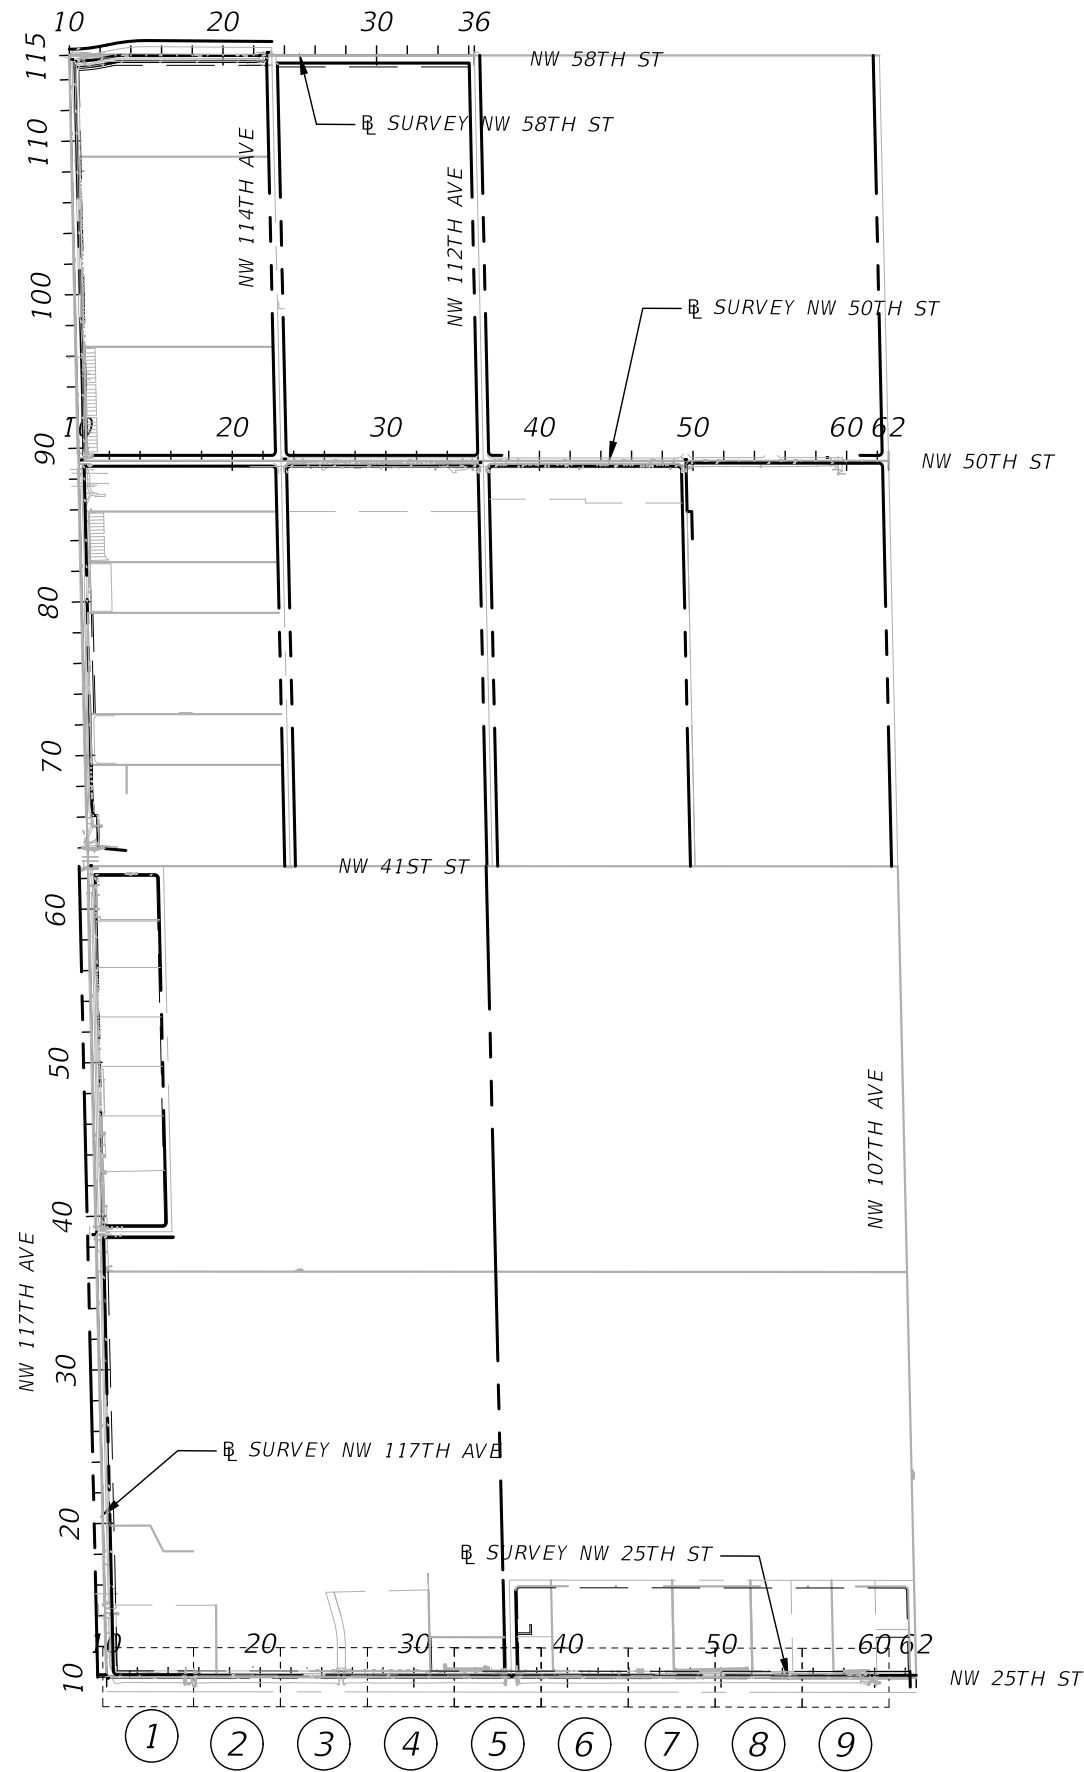 10 20 30 36
115
NW 58TH ST
110
℄ SURVEY NW 58TH ST
NW 114TH AVE
NW 112TH AVE
100
℄ SURVEY NW 50TH ST
10 20 30 40 50 60 62
90
NW 50TH ST
80
70
NW 41ST ST
60
50
NW 107TH AVE
40
NW 117TH AVE
30
℄ SURVEY NW 117TH AVE
20
℄ SURVEY NW 25TH ST
10 20 30 40 50 60 62
10
NW 25TH ST
1 2 3 4 5 6 7 8 9